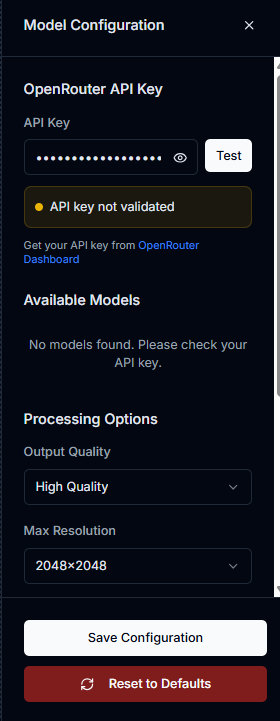 Model Configuration
OpenRouter API Key
API Key
••••••••••••••••••
Test
API key not validated
Get your API key from OpenRouter
Dashboard
Available Models
No models found. Please check your
API key.
Processing Options
Output Quality
High Quality
Max Resolution
2048×2048
Save Configuration
Reset to Defaults